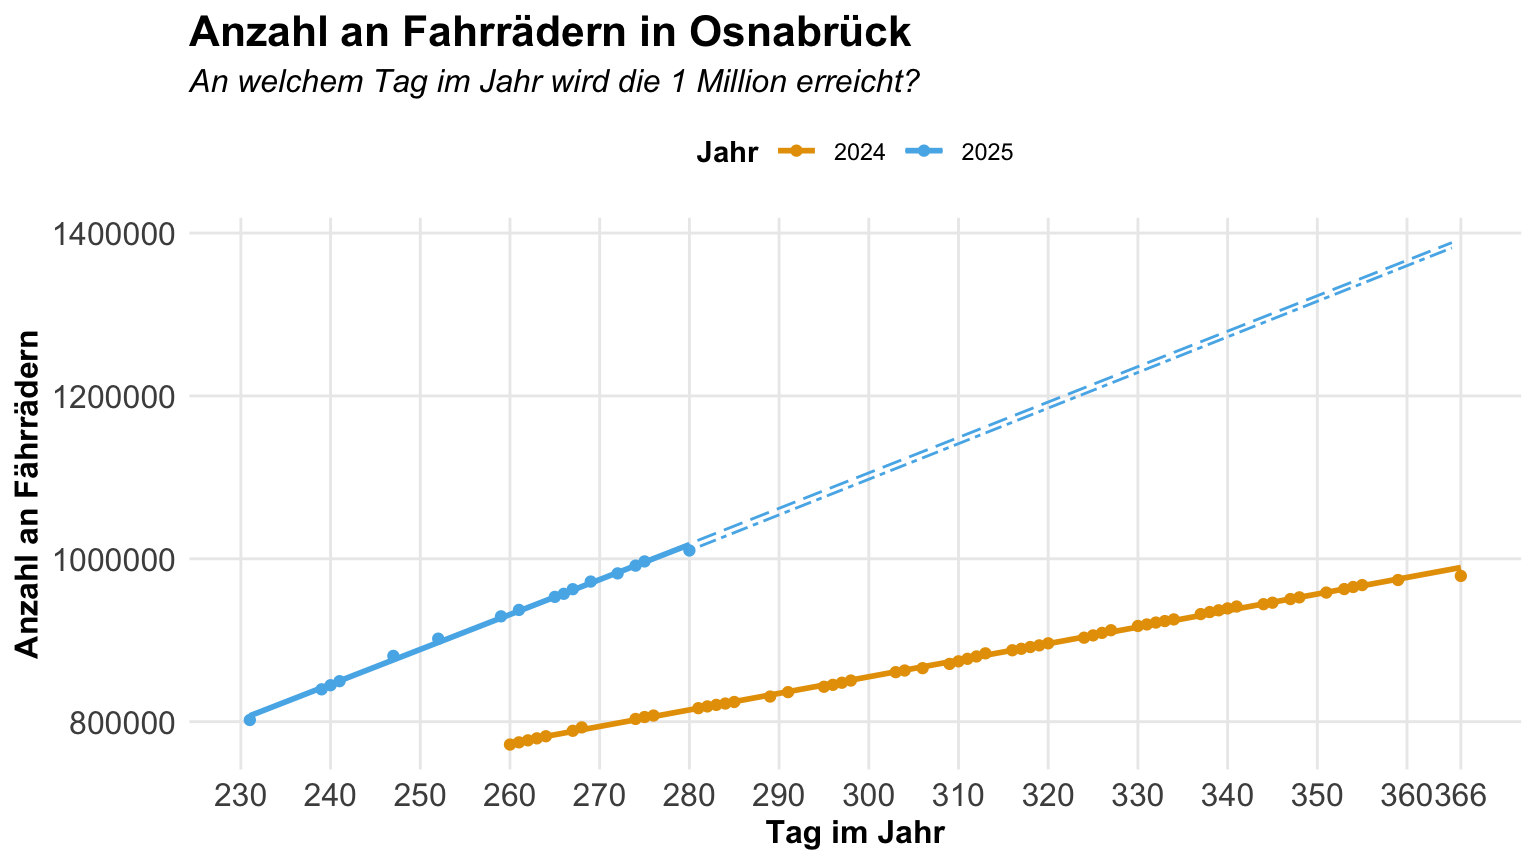 Anzahl an Fahrrädern in Osnabrück
An welchem Tag im Jahr wird die 1 Million erreicht?
Jahr 2024 2025
1400000
1200000
1000000
800000
Anzahl an Fährrädern
230 240 250 260 270 280 290 300 310 320 330 340 350 360 366
Tag im Jahr